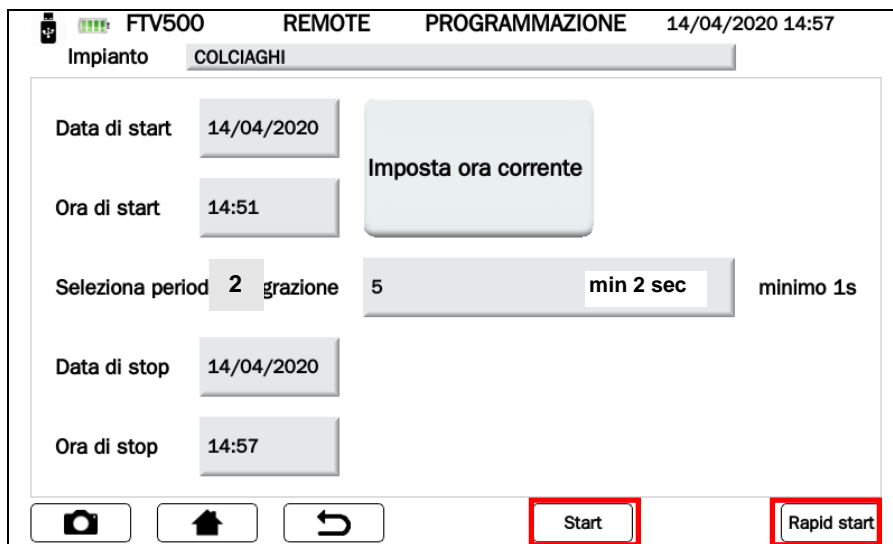 FTV500 REMOTE PROGRAMMAZIONE 14/04/2020 14:57
Impianto COLCIAGHI
Data di start 14/04/2020
Imposta ora corrente
Ora di start 14:51
Seleziona period 2 grazione 5 min 2 sec minimo 1s
Data di stop 14/04/2020
Ora di stop 14:57
Start Rapid start